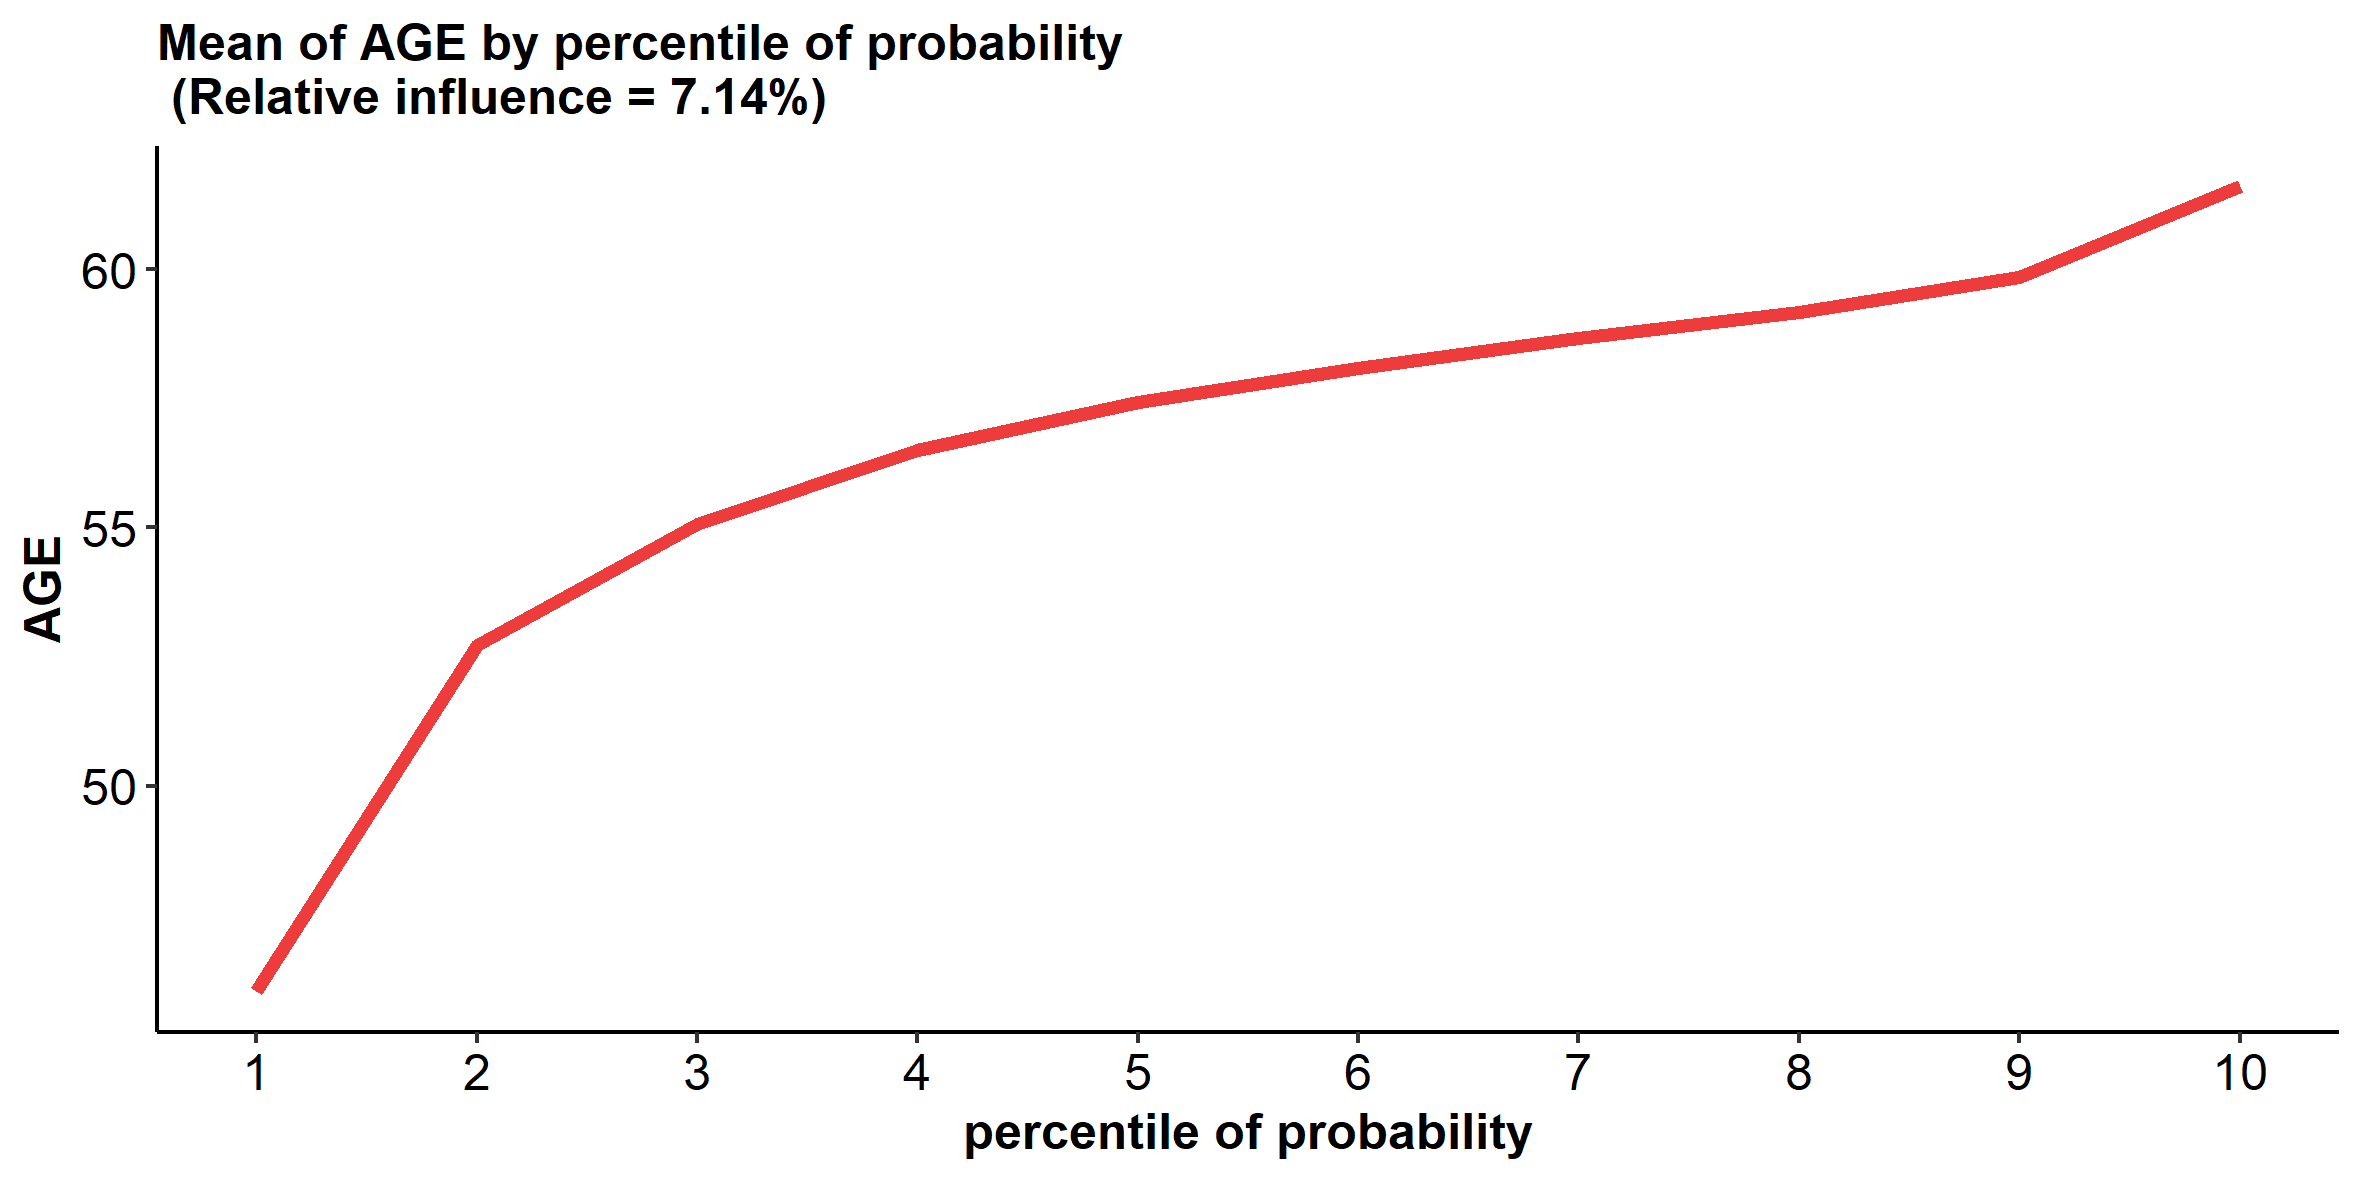 Mean of AGE by percentile of probability
(Relative influence = 7.14%)
60
55
50
AGE
1 2 3 4 5 6 7 8 9 10
percentile of probability